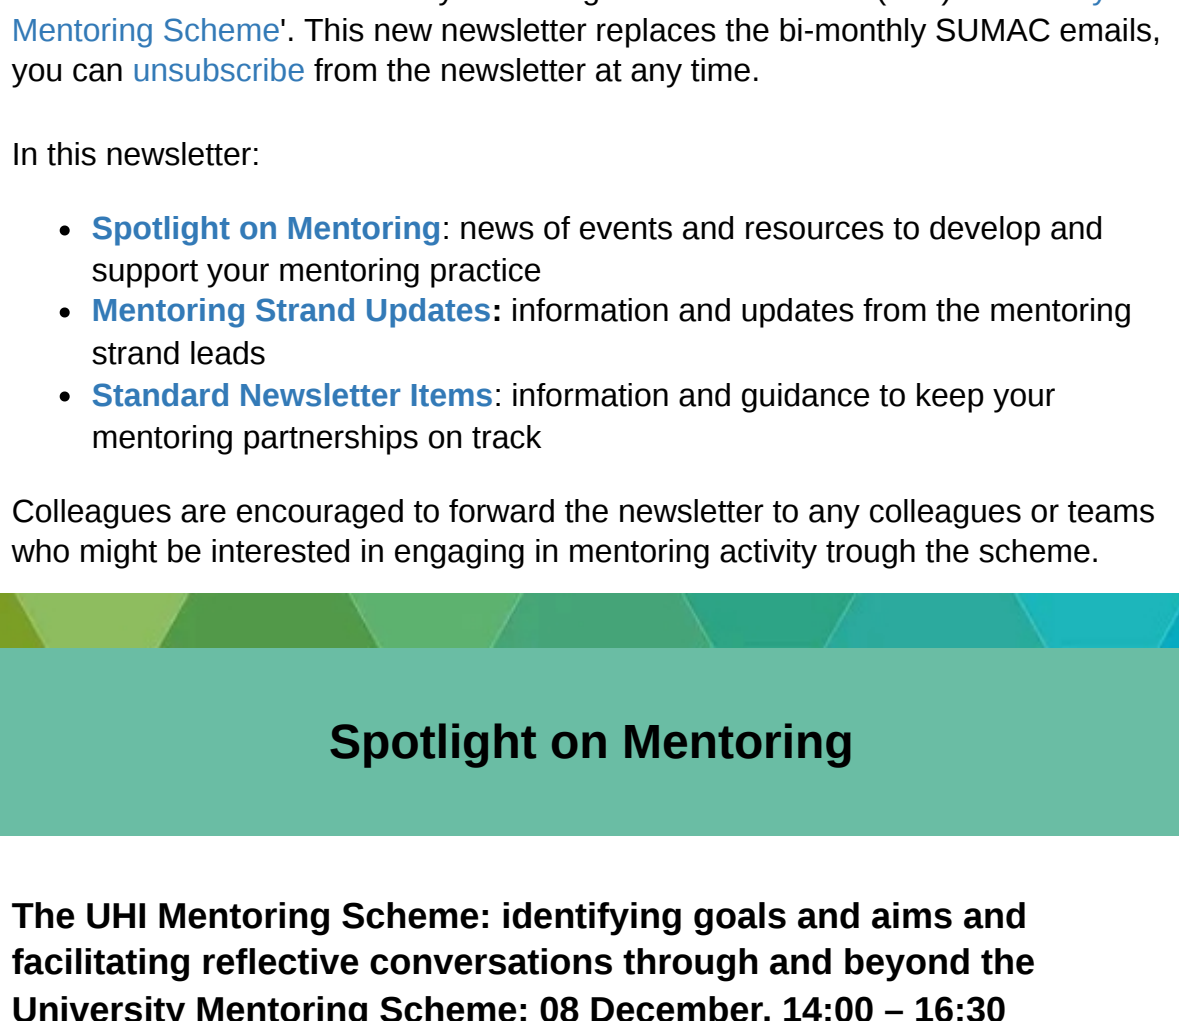 Mentoring Scheme'. This new newsletter replaces the bi-monthly SUMAC emails,
you can unsubscribe from the newsletter at any time.
In this newsletter:
• Spotlight on Mentoring: news of events and resources to develop and
support your mentoring practice
• Mentoring Strand Updates: information and updates from the mentoring
strand leads
• Standard Newsletter Items: information and guidance to keep your
mentoring partnerships on track
Colleagues are encouraged to forward the newsletter to any colleagues or teams
who might be interested in engaging in mentoring activity trough the scheme.
Spotlight on Mentoring
The UHI Mentoring Scheme: identifying goals and aims and
facilitating reflective conversations through and beyond the
University Mentoring Scheme: 08 December, 14:00 – 16:30